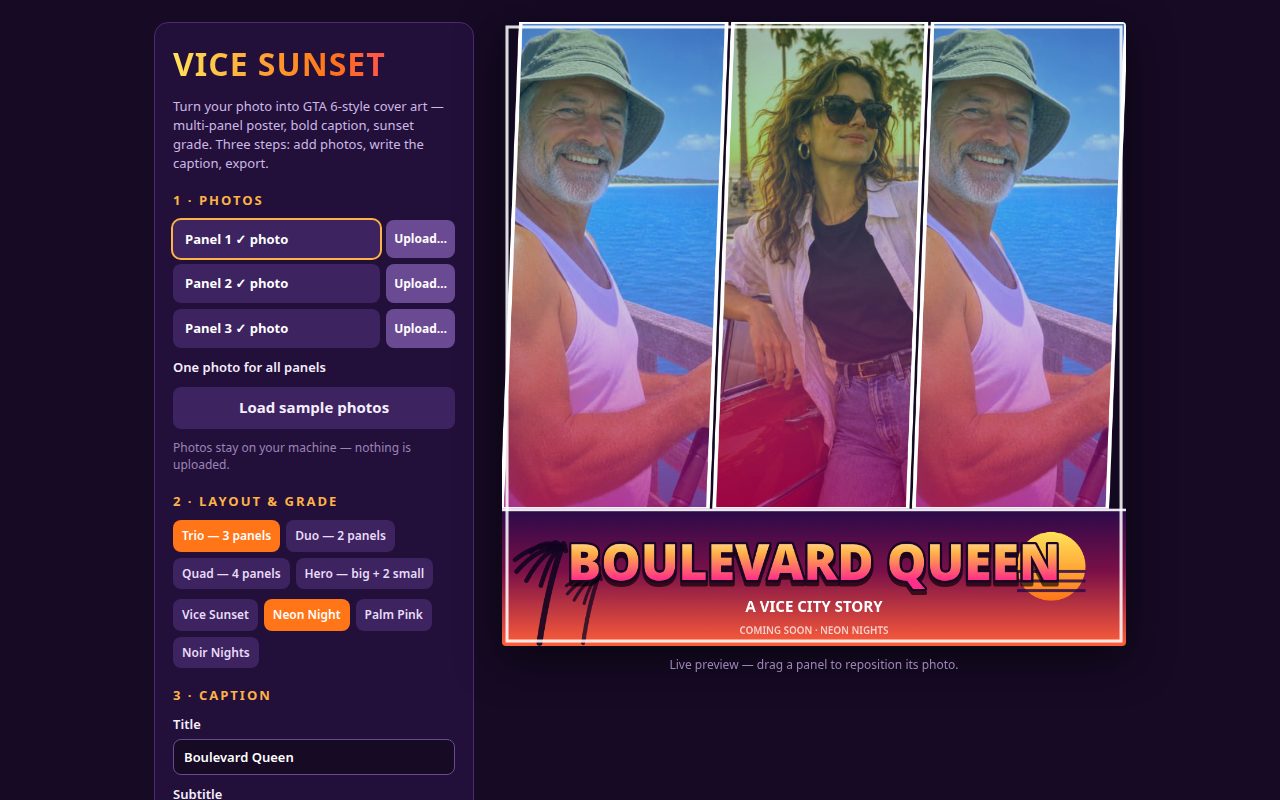 VICE SUNSET
Turn your photo into GTA 6-style cover art —
multi-panel poster, bold caption, sunset
grade. Three steps: add photos, write the
caption, export.
1 · PHOTOS
Panel 1 ✓ photo
Upload...
Panel 2 ✓ photo
Upload...
Panel 3 ✓ photo
Upload...
One photo for all panels
Load sample photos
Photos stay on your machine — nothing is
uploaded.
2 · LAYOUT & GRADE
Trio — 3 panels
Duo — 2 panels
Quad — 4 panels
Hero — big + 2 small
Vice Sunset
Neon Night
Palm Pink
Noir Nights
3 · CAPTION
Title
Boulevard Queen
Subtitle
BOULEVARD QUEEN
A VICE CITY STORY
COMING SOON · NEON NIGHTS
Live preview — drag a panel to reposition its photo.